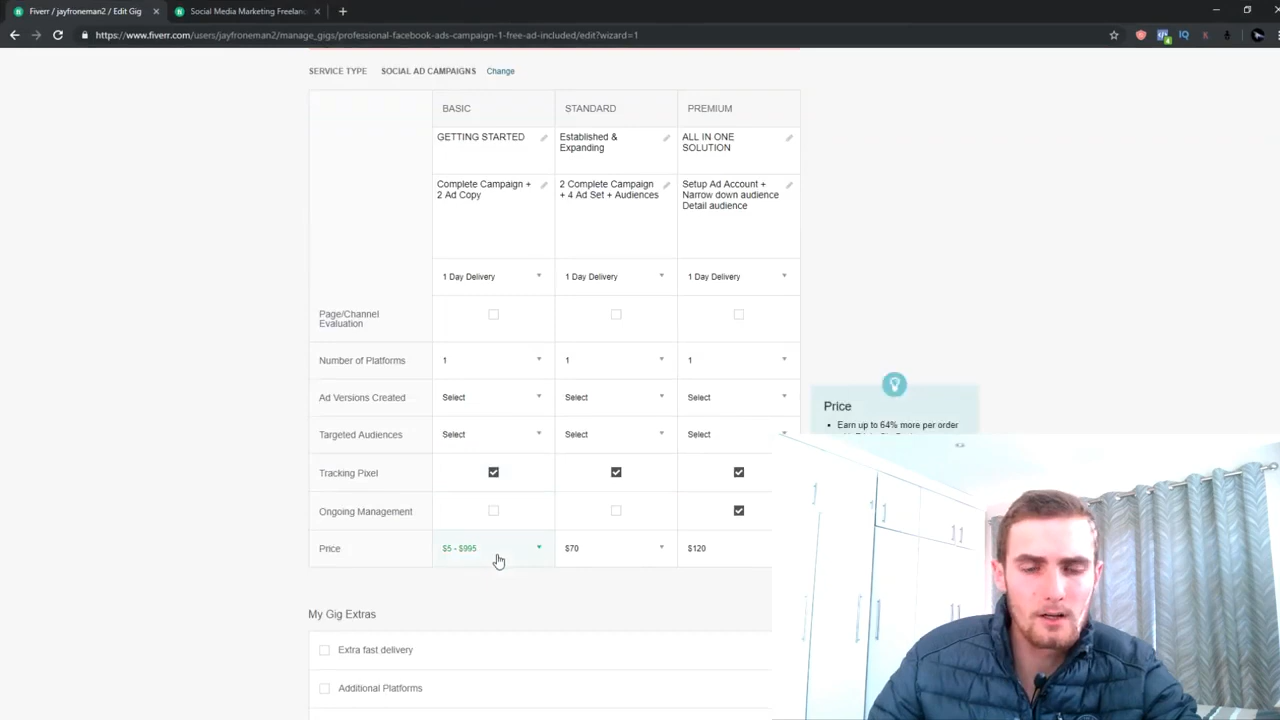 Fiverr / jayfroneman2 / Edit Gig
Social Media Marketing Freelanc
https://www.fiverr.com/users/jayfroneman2/manage_gigs/professional-facebook-ads-campaign-1-free-ad-included/edit?wizard=1
SERVICE TYPE SOCIAL AD CAMPAIGNS Change
BASIC STANDARD PREMIUM
GETTING STARTED
Established &
Expanding
ALL IN ONE
SOLUTION
Complete Campaign +
2 Ad Copy
2 Complete Campaign
+ 4 Ad Set + Audiences
Setup Ad Account +
Narrow down audience
Detail audience
1 Day Delivery 1 Day Delivery 1 Day Delivery
Page/Channel
Evaluation
Number of Platforms 1 1 1
Ad Versions Created Select Select Select
Targeted Audiences Select Select Select
Tracking Pixel
Ongoing Management
Price $5 - $995 $70 $120
Price
Earn up to 64% more per order
My Gig Extras
Extra fast delivery
Additional Platforms